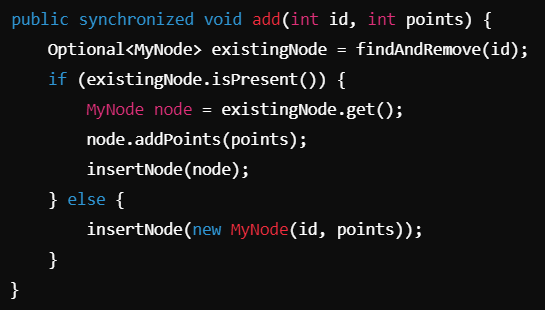 public synchronized void add(int id, int points) {
    Optional<MyNode> existingNode = findAndRemove(id);
    if (existingNode.isPresent()) {
        MyNode node = existingNode.get();
        node.addPoints(points);
        insertNode(node);
    } else {
        insertNode(new MyNode(id, points));
    }
}